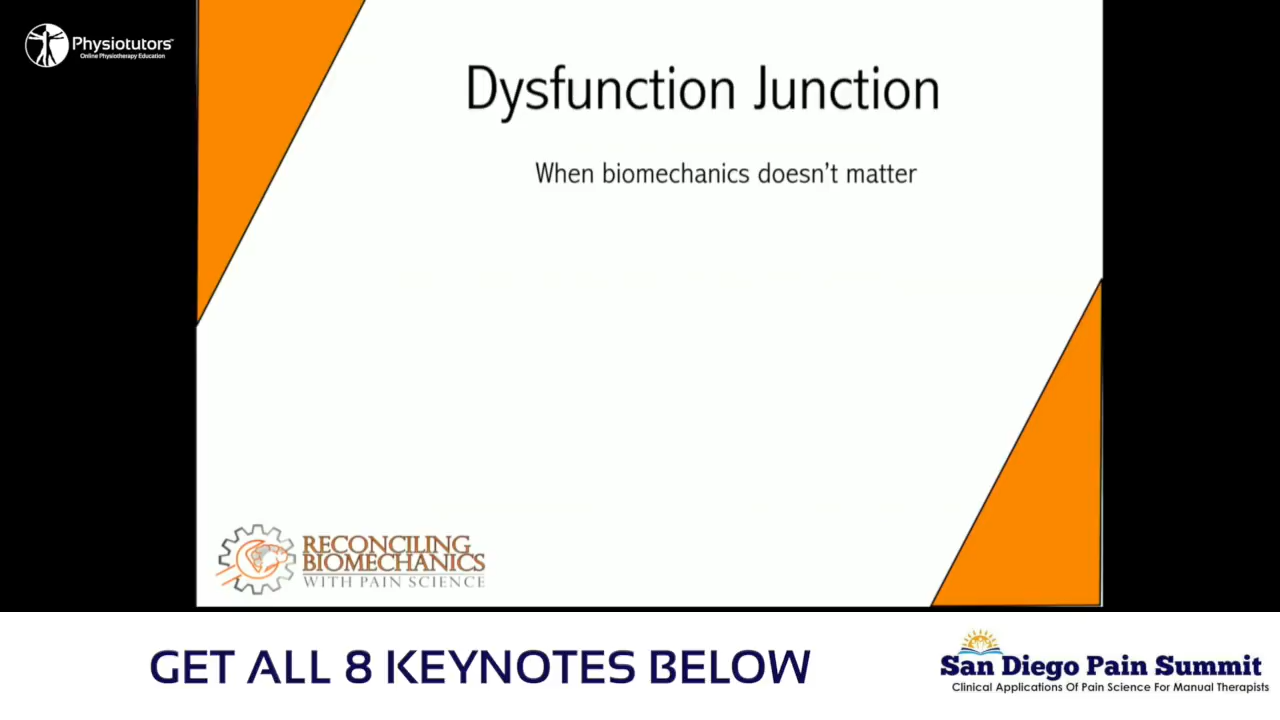 Physiotutors™
Online Physiotherapy Education
Dysfunction Junction
When biomechanics doesn't matter
RECONCILING
BIOMECHANICS
WITH PAIN SCIENCE
GET ALL 8 KEYNOTES BELOW
San Diego Pain Summit
Clinical Applications Of Pain Science For Manual Therapists